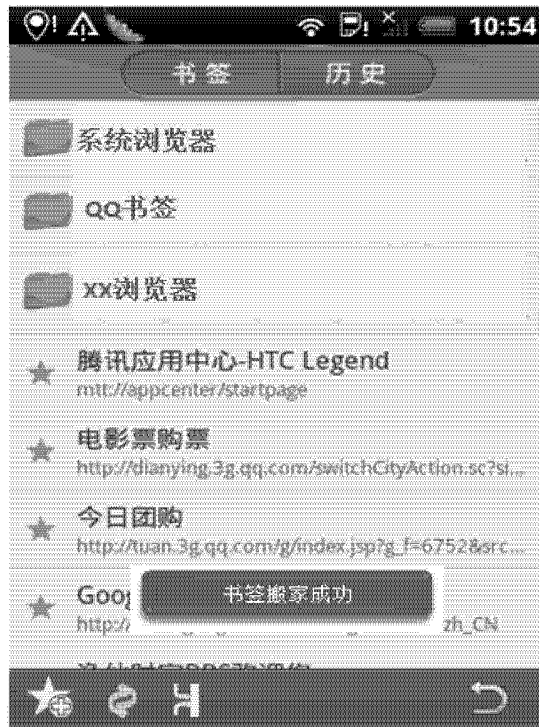 10:54
书签 历史
系统浏览器
QQ书签
xx浏览器
腾讯应用中心-HTC Legend
mtt://appcenter/startpage
电影票购票
http://dianying.3g.qq.com/switchCityAction.sc?si...
今日团购
http://tuan.3g.qq.com/g/index.jsp?g_f=6752&src...
Goog
书签搬家成功
http:/ zh_CN